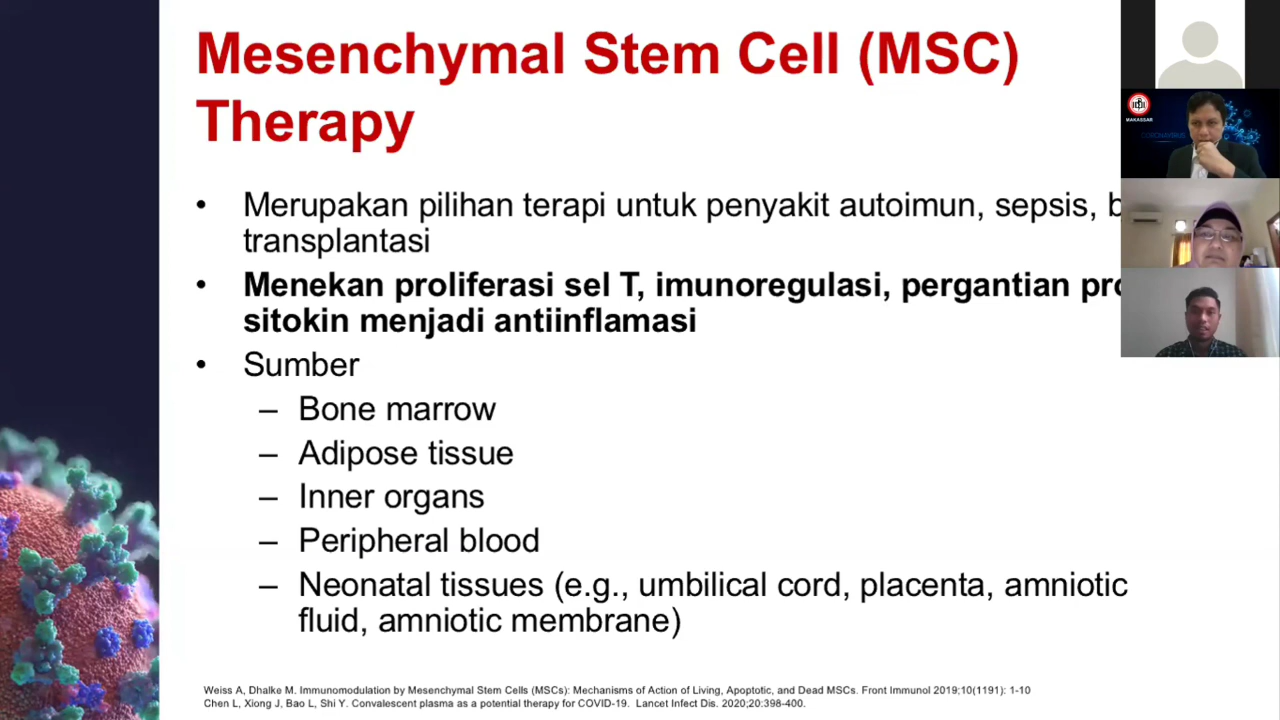 Mesenchymal Stem Cell (MSC)
Therapy
• Merupakan pilihan terapi untuk penyakit autoimun, sepsis,
transplantasi
• Menekan proliferasi sel T, imunoregulasi, pergantian
sitokin menjadi antiinflamasi
• Sumber
– Bone marrow
– Adipose tissue
– Inner organs
– Peripheral blood
– Neonatal tissues (e.g., umbilical cord, placenta, amniotic
fluid, amniotic membrane)
Weiss A, Dhalke M. Immunomodulation by Mesenchymal Stem Cells (MSCs): Mechanisms of Action of Living, Apoptotic, and Dead MSCs. Front Immunol 2019;10(1191): 1-10
Chen L, Xiong J, Bao L, Shi Y. Convalescent plasma as a potential therapy for COVID-19. Lancet Infect Dis. 2020;20:398-400.
MAKASSAR